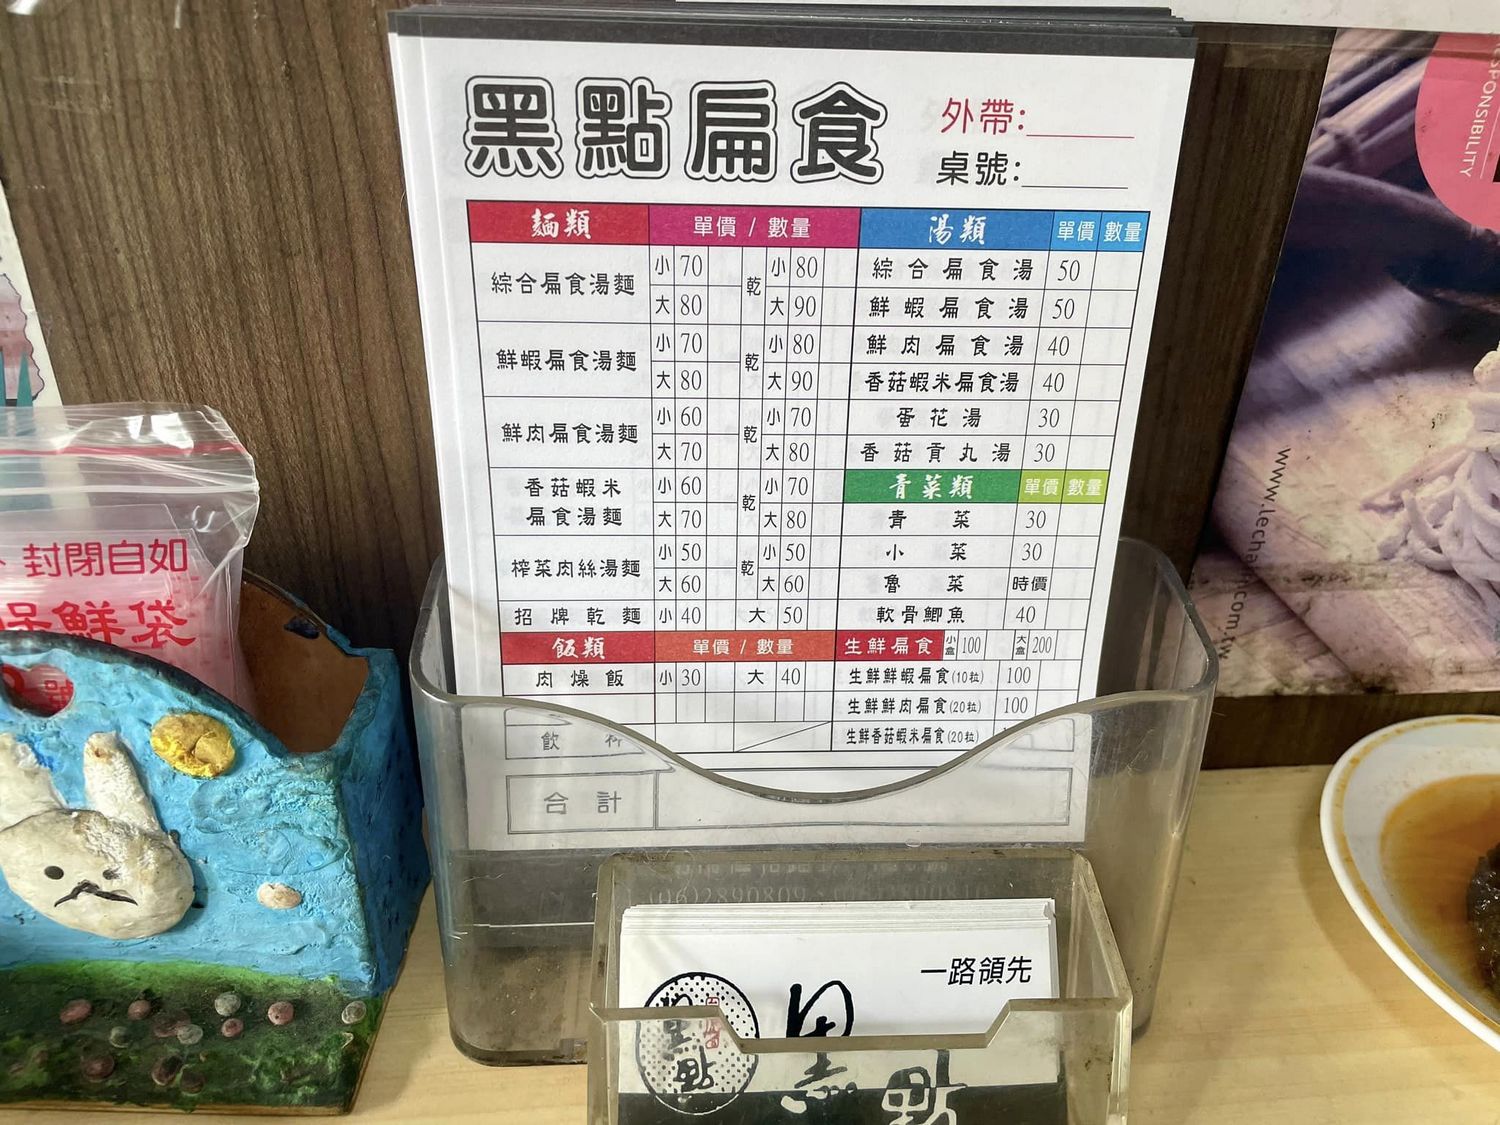 黑點扁食
外帶:
桌號:
麵類 單價 / 數量
綜合扁食湯麵 小 70 乾 小 80
大 80 大 90
鮮蝦扁食湯麵 小 70 乾 小 80
大 80 大 90
鮮肉扁食湯麵 小 60 乾 小 70
大 70 大 80
香菇蝦米扁食湯麵 小 60 乾 小 70
大 70 大 80
榨菜肉絲湯麵 小 50 乾 小 50
大 60 大 60
招牌乾麵 小 40 大 50
飯類 單價 / 數量
肉燥飯 小 30 大 40
飲
合計
湯類 單價 數量
綜合扁食湯 50
鮮蝦扁食湯 50
鮮肉扁食湯 40
香菇蝦米扁食湯 40
蛋花湯 30
香菇貢丸湯 30
青菜類 單價 數量
青菜 30
小菜 30
魯菜 時價
軟骨鯽魚 40
生鮮扁食 小盒 100 大盒 200
生鮮鮮蝦扁食(10粒) 100
生鮮鮮肉扁食(20粒) 100
生鮮香菇蝦米扁食(20粒)
封閉自如
保鮮袋
(06)2890809
一路領先
黑點
RESPONSIBILITY